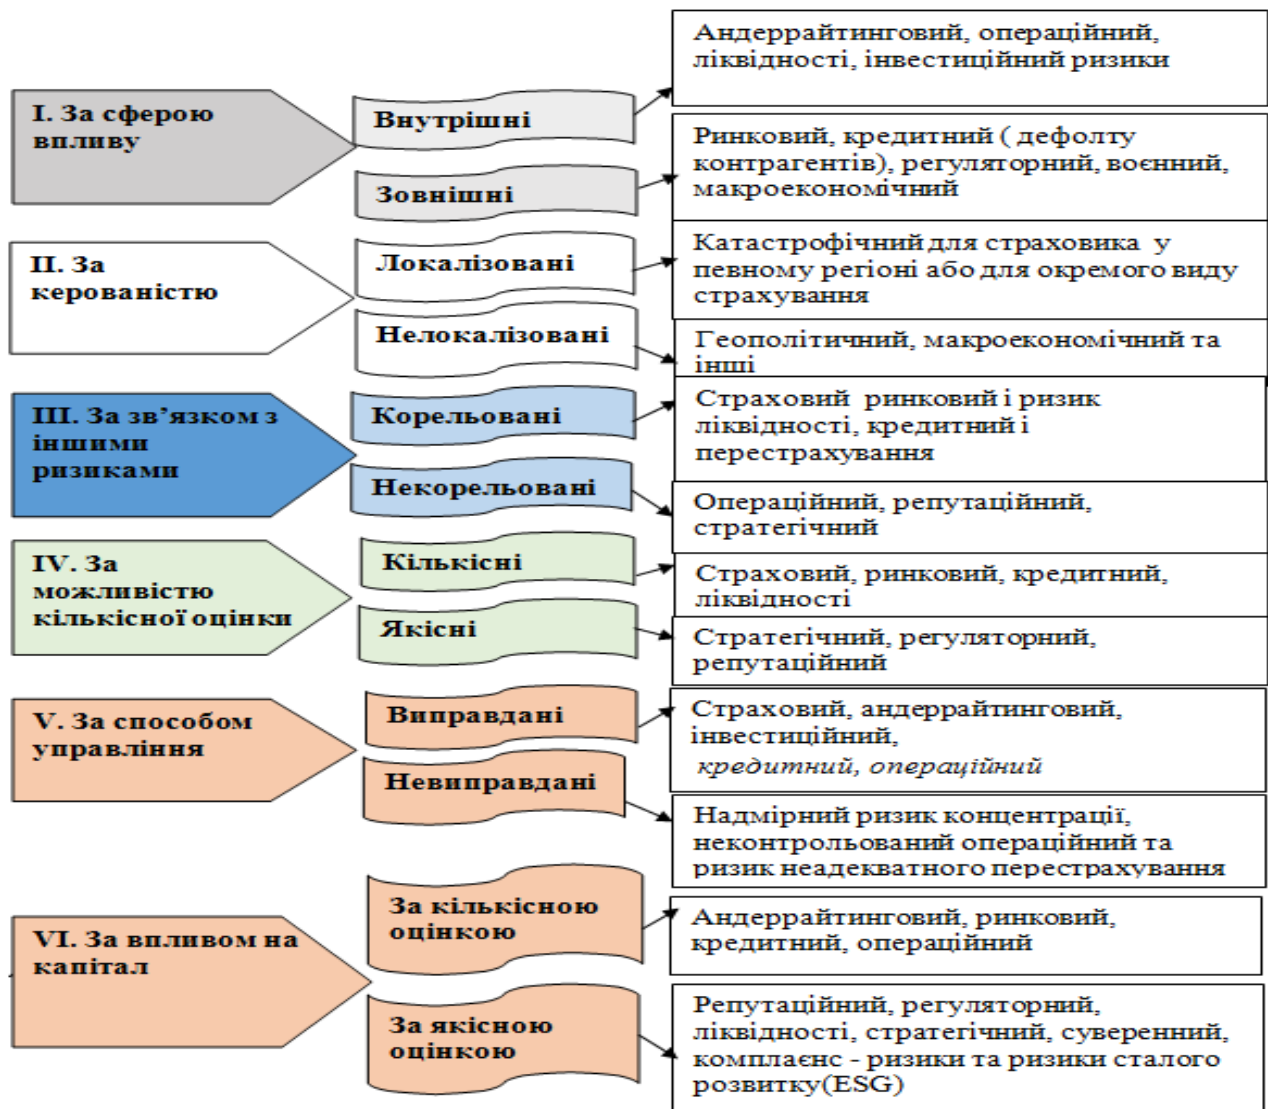 I. За сферою
впливу
Внутрішні
Андеррайтинговий, операційний,
ліквідності, інвестиційний ризики
Зовнішні
Ринковий, кредитний ( дефолту
контрагентів), регуляторний, воєнний,
макроекономічний
II. За
керованістю
Локалізовані
Катастрофічний для страховика у
певному регіоні або для окремого виду
страхування
Нелокалізовані
Геополітичний, макроекономічний та
інші
III. За зв’язком з
іншими
ризиками
Корельовані
Страховий ринковий і ризик
ліквідності, кредитний і
перестрахування
Некорельовані
Операційний, репутаційний,
стратегічний
IV. За
можливістю
кількісної оцінки
Кількісні
Страховий, ринковий, кредитний,
ліквідності
Якісні
Стратегічний, регуляторний,
репутаційний
V. За способом
управління
Виправдані
Страховий, андеррайтинговий,
інвестиційний,
кредитний, операційний
Невиправдані
Надмірний ризик концентрації,
неконтрольований операційний та
ризик неадекватного перестрахування
VI. За впливом на
капітал
За кількісною
оцінкою
Андеррайтинговий, ринковий,
кредитний, операційний
За якісною
оцінкою
Репутаційний, регуляторний,
ліквідності, стратегічний, суверенний,
комплаєнс - ризики та ризики сталого
розвитку(ESG)